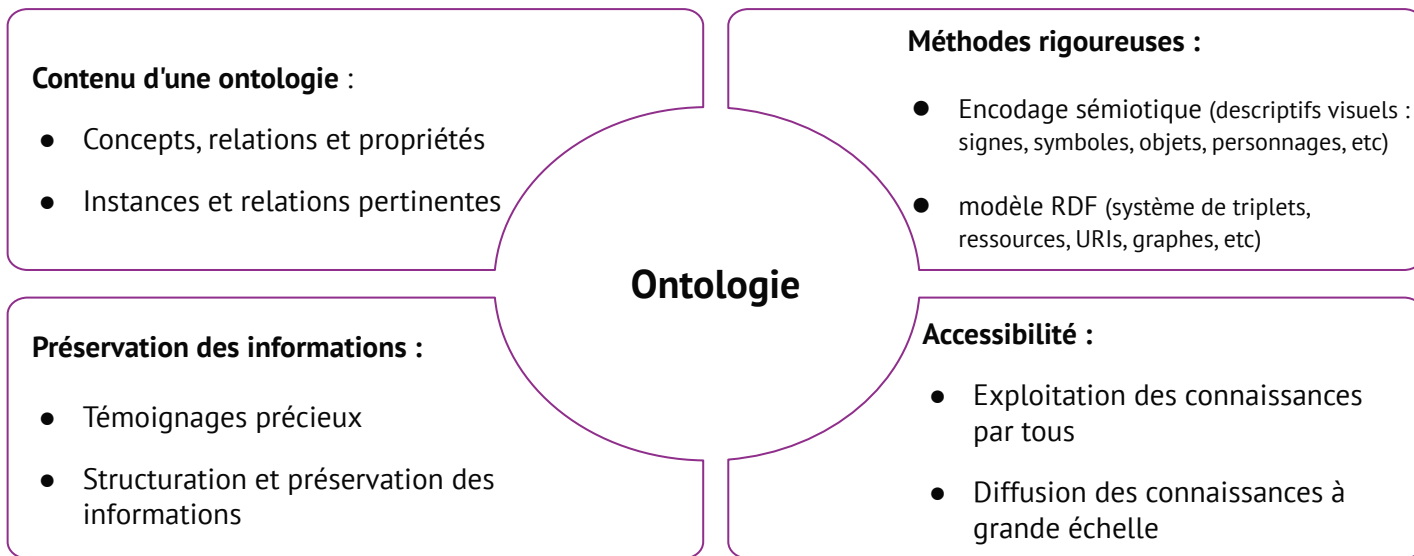 Contenu d'une ontologie :
● Concepts, relations et propriétés
● Instances et relations pertinentes
Méthodes rigoureuses :
● Encodage sémiotique (descriptifs visuels :
signes, symboles, objets, personnages, etc)
● modèle RDF (système de triplets,
ressources, URIs, graphes, etc)
Ontologie
Préservation des informations :
● Témoignages précieux
● Structuration et préservation des
informations
Accessibilité :
● Exploitation des connaissances
par tous
● Diffusion des connaissances à
grande échelle